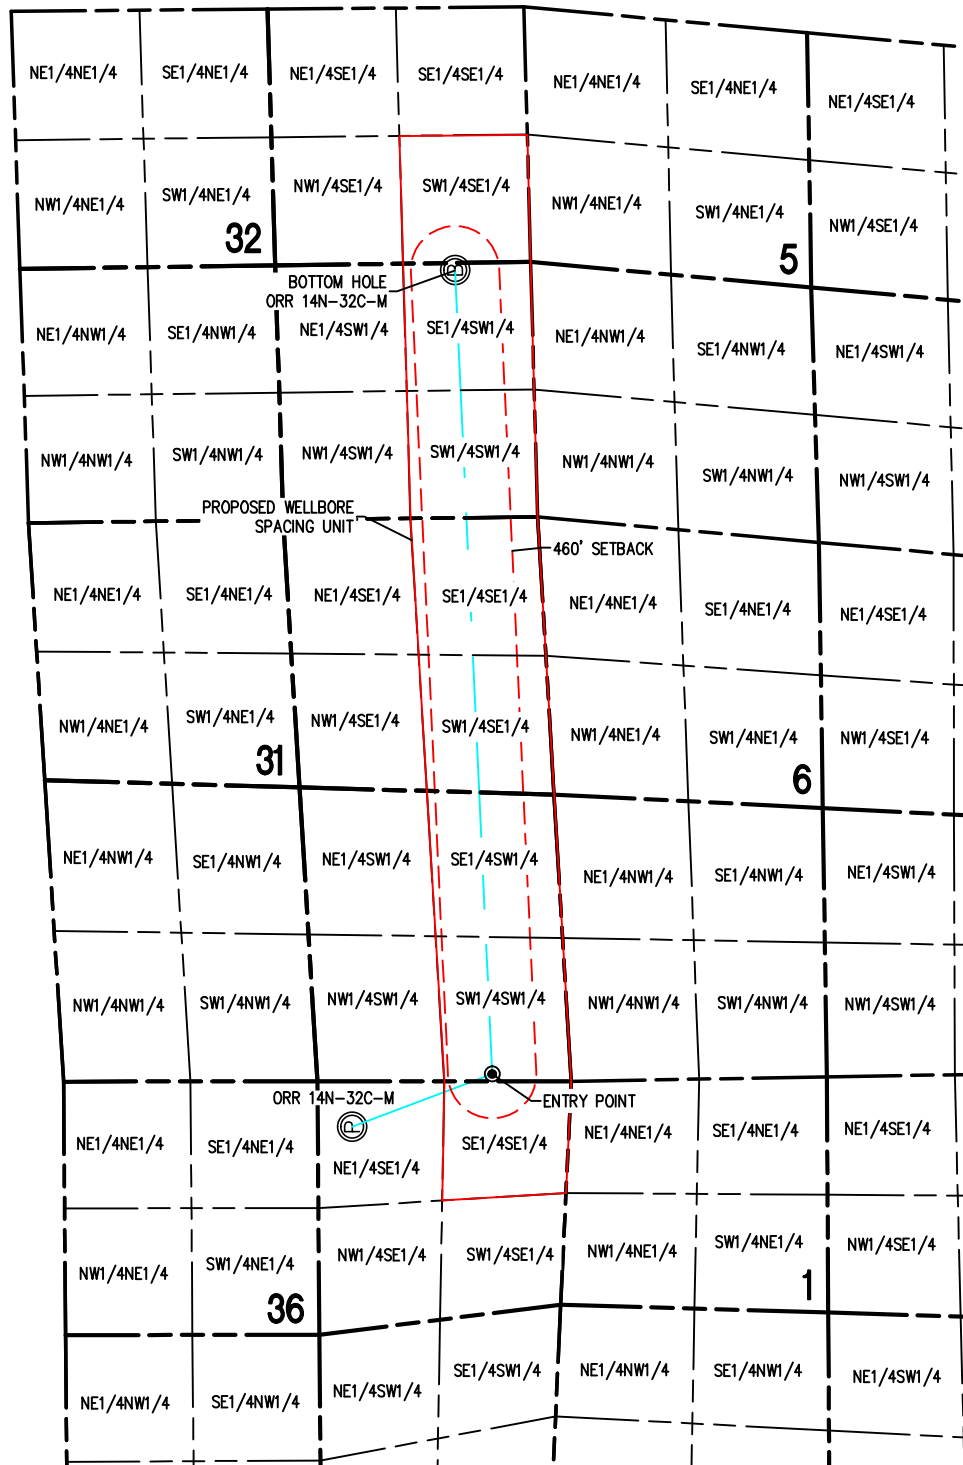 NE1/4NE1/4 SE1/4NE1/4 NE1/4SE1/4 SE1/4SE1/4 NE1/4NE1/4 SE1/4NE1/4 NE1/4SE1/4
NW1/4NE1/4 SW1/4NE1/4 NW1/4SE1/4 SW1/4SE1/4 NW1/4NE1/4 SW1/4NE1/4 NW1/4SE1/4
32 5
BOTTOM HOLE
ORR 14N-32C-M
NE1/4NW1/4 SE1/4NW1/4 NE1/4SW1/4 SE1/4SW1/4 NE1/4NW1/4 SE1/4NW1/4 NE1/4SW1/4
NW1/4NW1/4 SW1/4NW1/4 NW1/4SW1/4 SW1/4SW1/4 NW1/4NW1/4 SW1/4NW1/4 NW1/4SW1/4
PROPOSED WELLBORE
SPACING UNIT
460' SETBACK
NE1/4NE1/4 SE1/4NE1/4 NE1/4SE1/4 SE1/4SE1/4 NE1/4NE1/4 SE1/4NE1/4 NE1/4SE1/4
NW1/4NE1/4 SW1/4NE1/4 NW1/4SE1/4 SW1/4SE1/4 NW1/4NE1/4 SW1/4NE1/4 NW1/4SE1/4
31 6
NE1/4NW1/4 SE1/4NW1/4 NE1/4SW1/4 SE1/4SW1/4 NE1/4NW1/4 SE1/4NW1/4 NE1/4SW1/4
NW1/4NW1/4 SW1/4NW1/4 NW1/4SW1/4 SW1/4SW1/4 NW1/4NW1/4 SW1/4NW1/4 NW1/4SW1/4
ORR 14N-32C-M
ENTRY POINT
NE1/4NE1/4 SE1/4NE1/4 NE1/4SE1/4 SE1/4SE1/4 NE1/4NE1/4 SE1/4NE1/4 NE1/4SE1/4
NW1/4NE1/4 SW1/4NE1/4 NW1/4SE1/4 SW1/4SE1/4 NW1/4NE1/4 SW1/4NE1/4 NW1/4SE1/4
36 1
NE1/4NW1/4 SE1/4NW1/4 NE1/4SW1/4 SE1/4SW1/4 NE1/4NW1/4 SE1/4NW1/4 NE1/4SW1/4